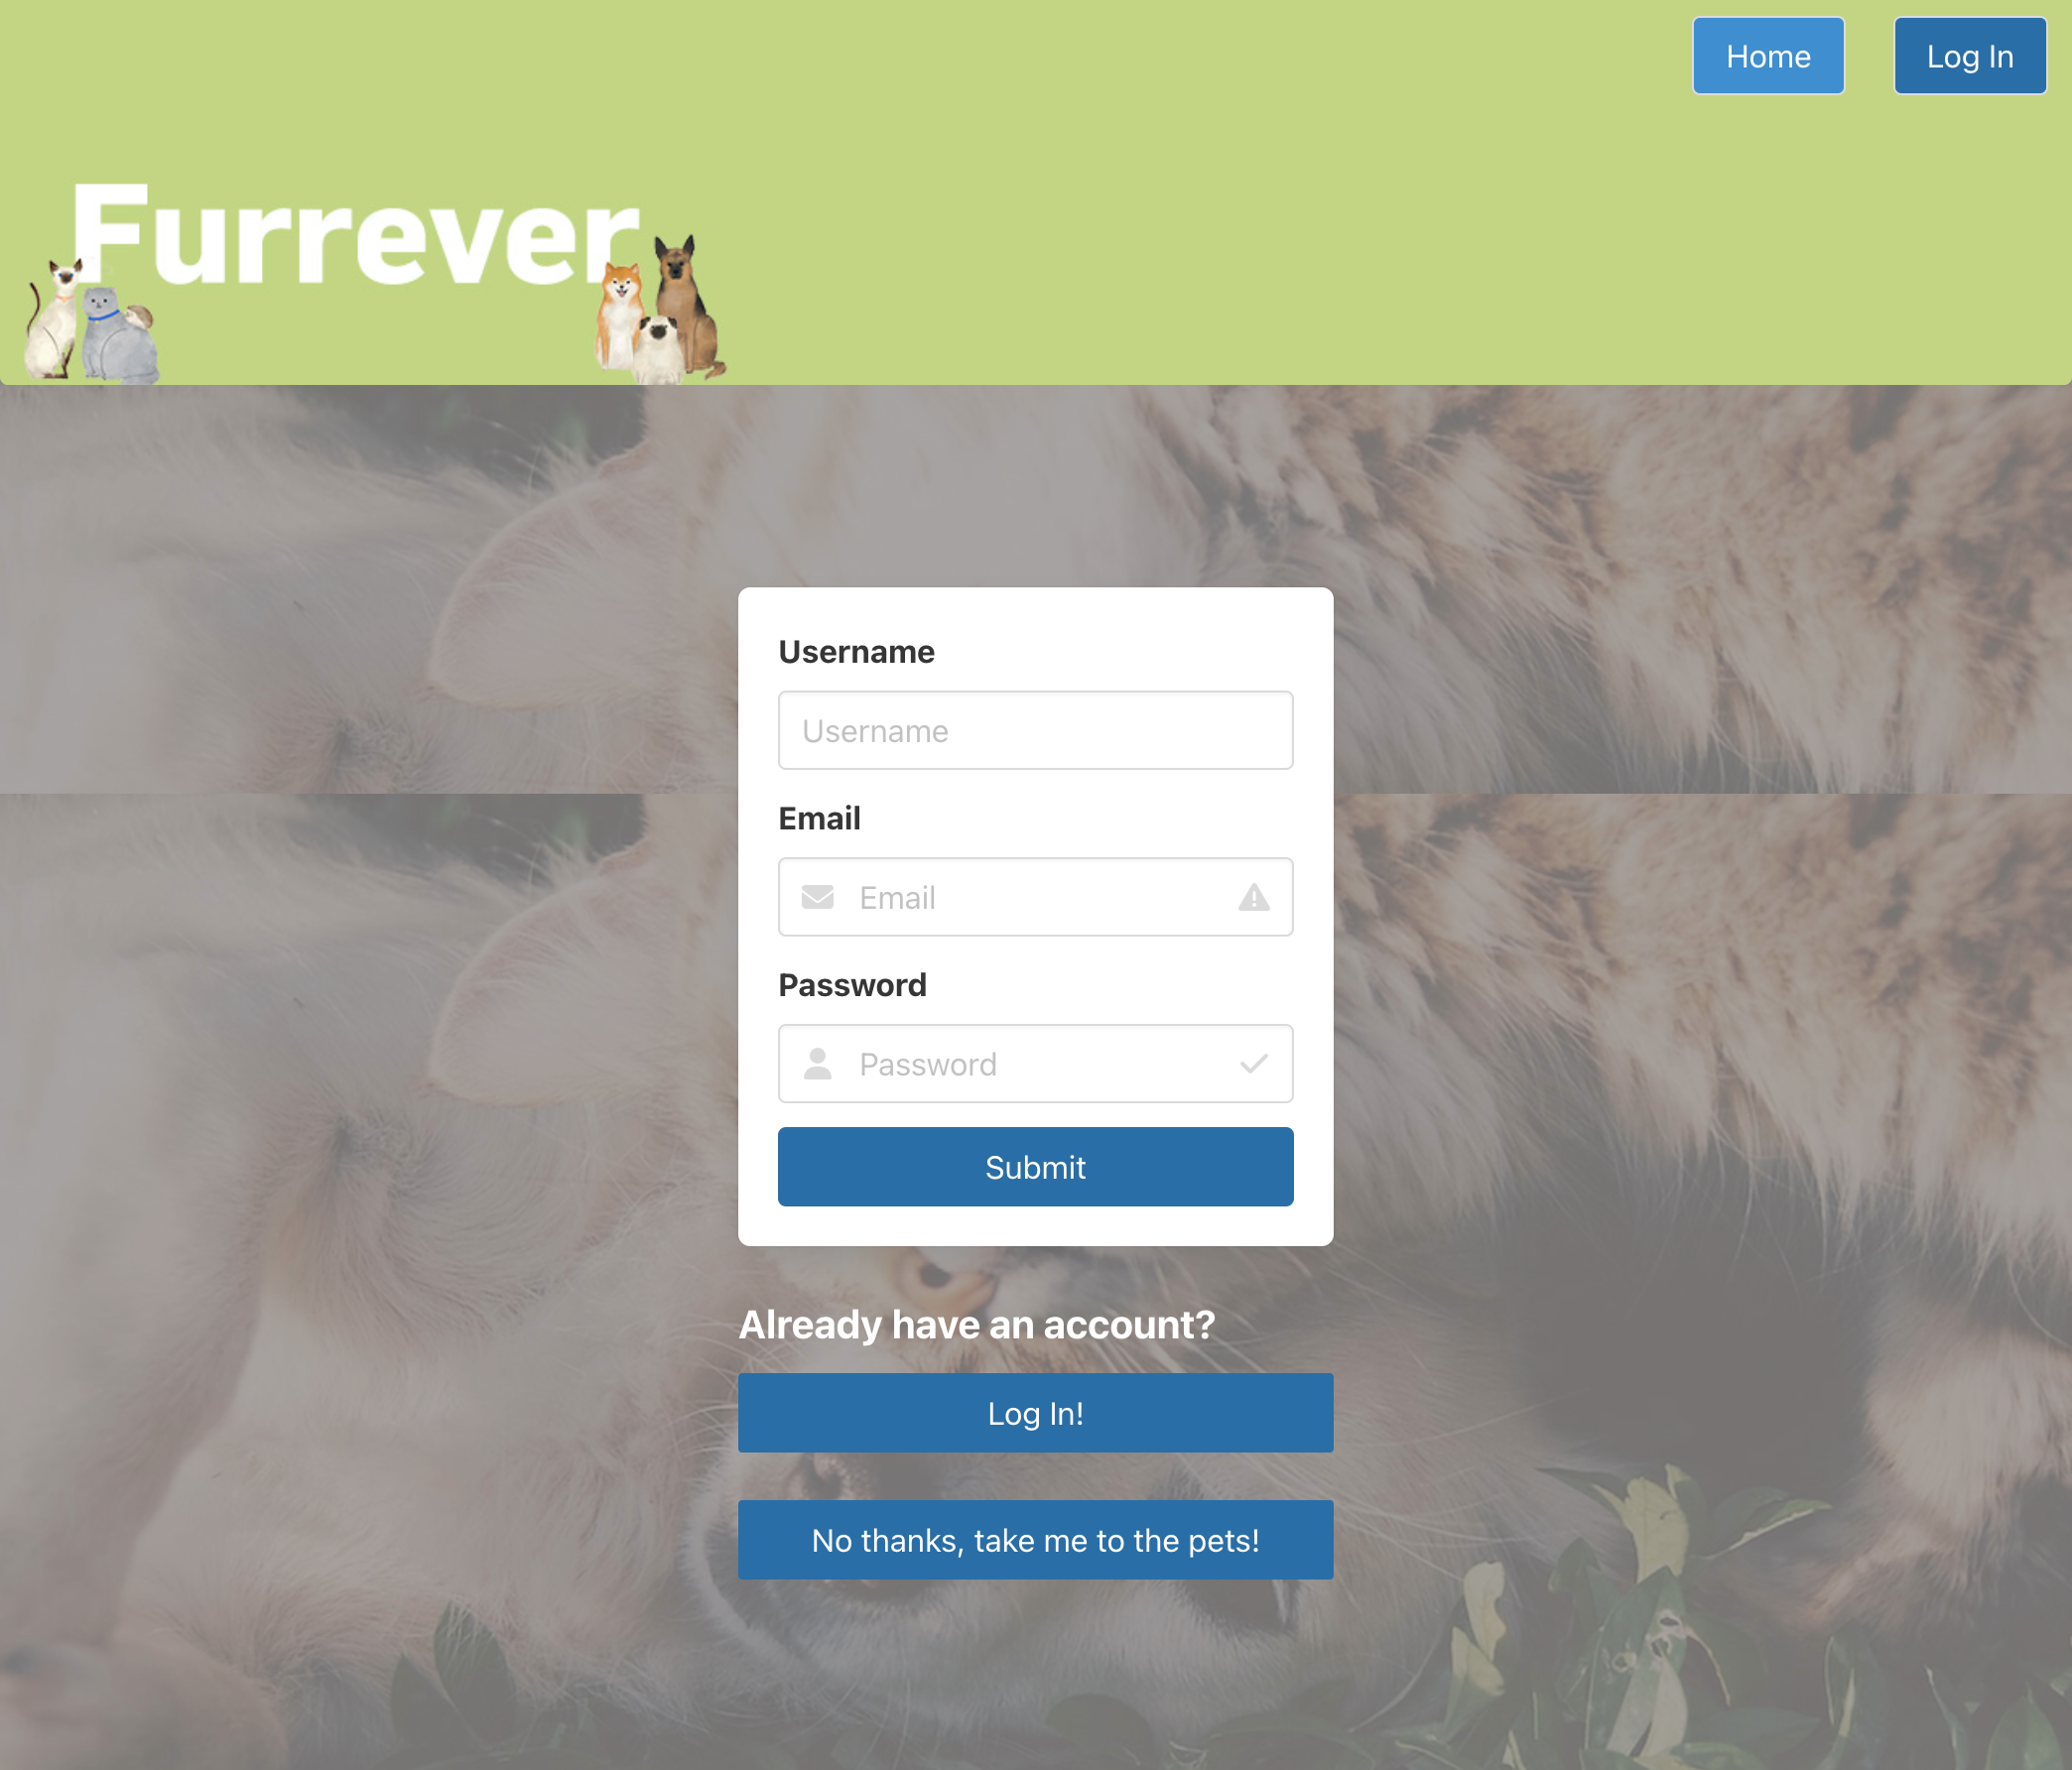 Home
Log In
Furrever
Username
Username
Email
Email
Password
Password
Submit
Already have an account?
Log In!
No thanks, take me to the pets!